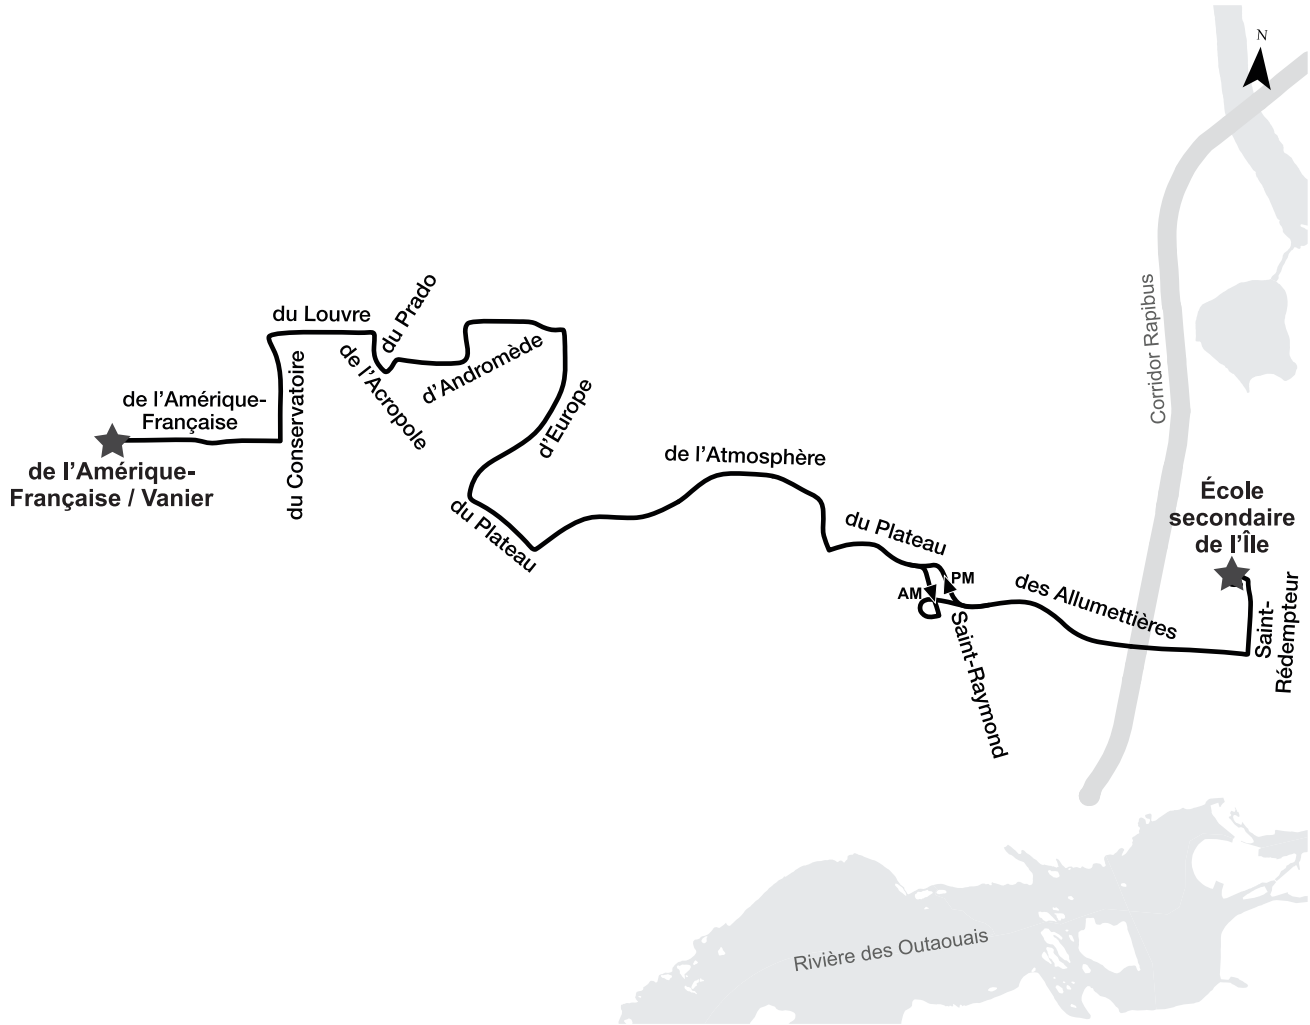 N
Corridor Rapibus
du Prado
du Louvre
de l'Acropole
d'Andromède
de l'Amérique-
Française
du Conservatoire
d'Europe
de l'Amérique-
Française / Vanier
de l'Atmosphère
du Plateau
du Plateau
École
secondaire
de l'Île
AM
PM
des Allumettières
Saint-
Rédempteur
Saint-Raymond
Rivière des Outaouais